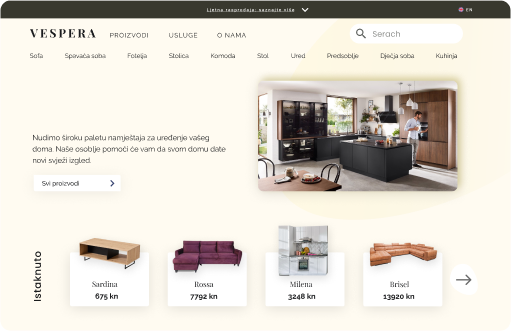 Ljetna rasprodaja: saznajte više
EN
VESPERA
PROIZVODI
USLUGE
O NAMA
Serach
Sofa
Spavaća soba
Fotelja
Stolica
Komoda
Stol
Ured
Predsoblje
Dječja soba
Kuhinja
Nudimo široku paletu namještaja za uređenje vašeg
doma. Naše osoblje pomoći će vam da svom domu date
novi svježi izgled.
Svi proizvodi
Istaknuto
Sardina
675 kn
Rossa
7792 kn
Milena
3248 kn
Brisel
13920 kn